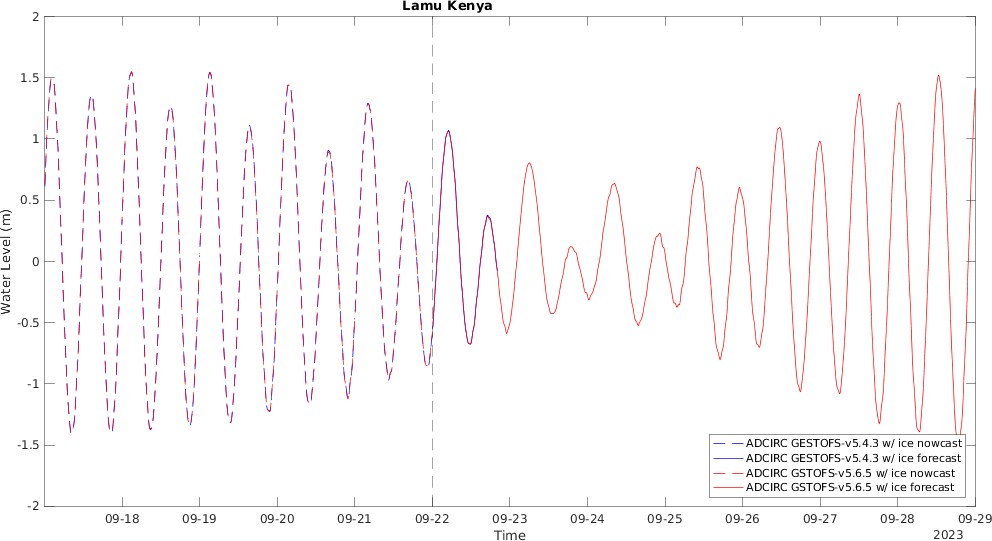 Lamu Kenya
2
1.5
1
0.5
0
-0.5
-1
-1.5
-2
Water Level (m)
09-18 09-19 09-20 09-21 09-22 09-23 09-24 09-25 09-26 09-27 09-28 09-29
Time
2023
ADCIRC GESTOFS-v5.4.3 w/ ice nowcast
ADCIRC GESTOFS-v5.4.3 w/ ice forecast
ADCIRC GSTOFS-v5.6.5 w/ ice nowcast
ADCIRC GSTOFS-v5.6.5 w/ ice forecast